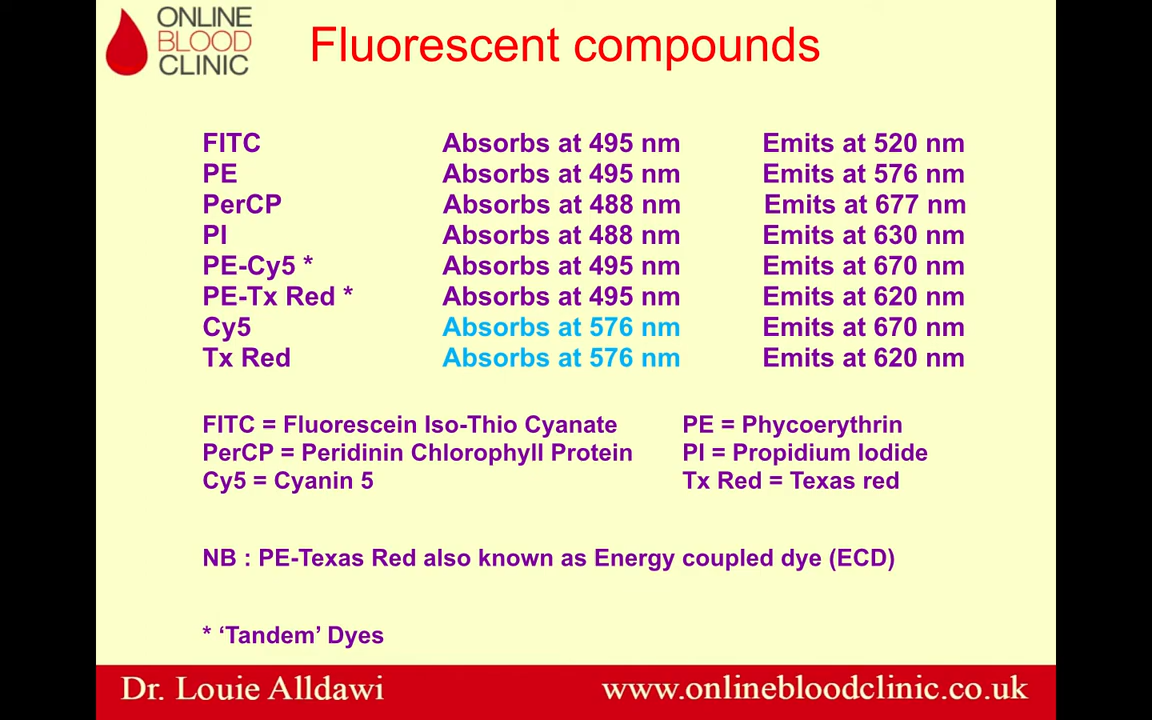 ONLINE
BLOOD
CLINIC
Fluorescent compounds
FITC Absorbs at 495 nm Emits at 520 nm
PE Absorbs at 495 nm Emits at 576 nm
PerCP Absorbs at 488 nm Emits at 677 nm
PI Absorbs at 488 nm Emits at 630 nm
PE-Cy5 * Absorbs at 495 nm Emits at 670 nm
PE-Tx Red * Absorbs at 495 nm Emits at 620 nm
Cy5 Absorbs at 576 nm Emits at 670 nm
Tx Red Absorbs at 576 nm Emits at 620 nm
FITC = Fluorescein Iso-Thio Cyanate PE = Phycoerythrin
PerCP = Peridinin Chlorophyll Protein PI = Propidium Iodide
Cy5 = Cyanin 5 Tx Red = Texas red
NB : PE-Texas Red also known as Energy coupled dye (ECD)
* ‘Tandem’ Dyes
Dr. Louie Alldawi www.onlinebloodclinic.co.uk